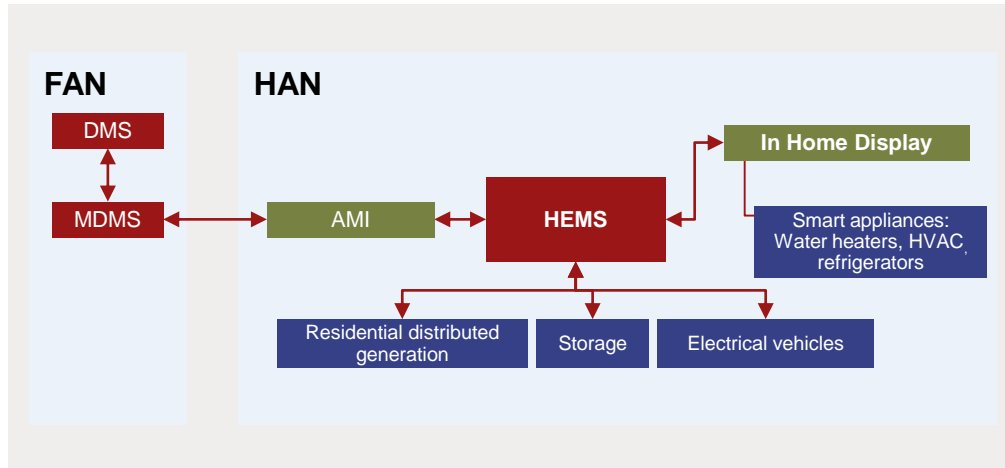 FAN
DMS
MDMS
HAN
AMI
HEMS
In Home Display
Smart appliances:
Water heaters, HVAC,
refrigerators
Residential distributed
generation
Storage
Electrical vehicles